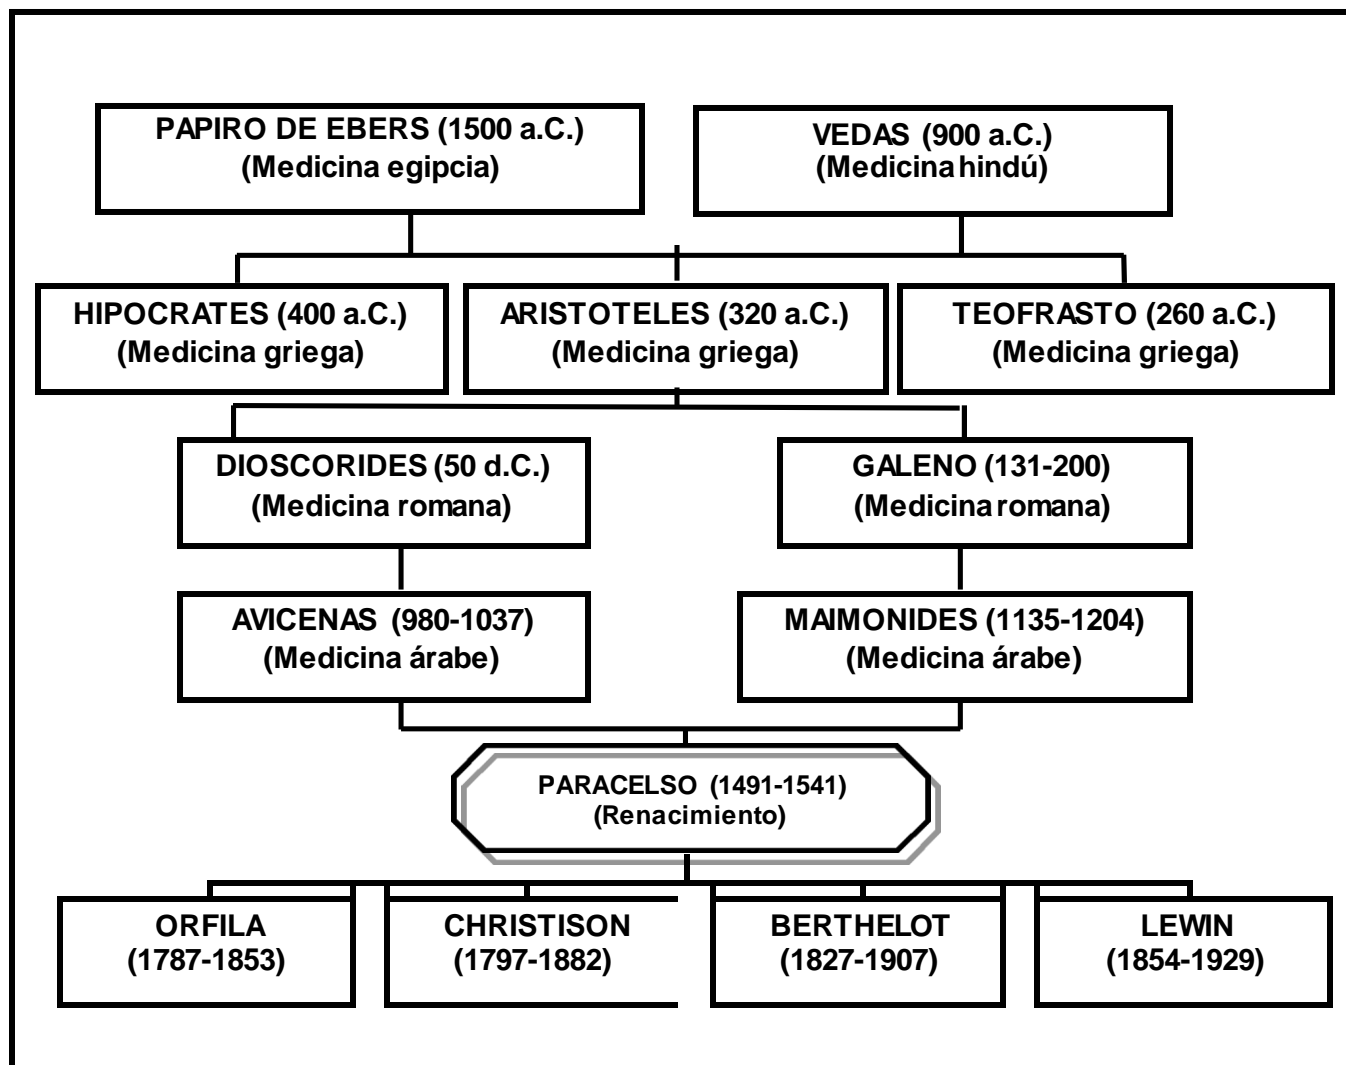 PAPIRO DE EBERS (1500 a.C.)
(Medicina egipcia)
VEDAS (900 a.C.)
(Medicina hindú)
HIPOCRATES (400 a.C.)
(Medicina griega)
ARISTOTELES (320 a.C.)
(Medicina griega)
TEOFRASTO (260 a.C.)
(Medicina griega)
DIOSCORIDES (50 d.C.)
(Medicina romana)
GALENO (131-200)
(Medicina romana)
AVICENAS (980-1037)
(Medicina árabe)
MAIMONIDES (1135-1204)
(Medicina árabe)
PARACELSO (1491-1541)
(Renacimiento)
ORFILA
(1787-1853)
CHRISTISON
(1797-1882)
BERTHELOT
(1827-1907)
LEWIN
(1854-1929)